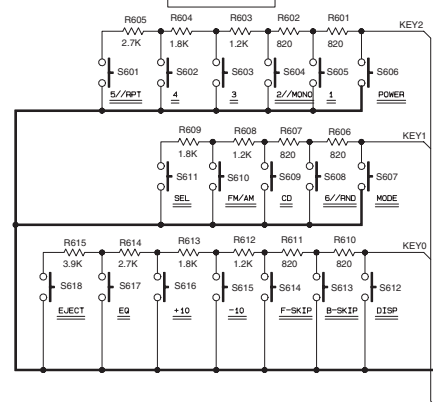 R605 R604 R603 R602 R601 KEY2
2.7K 1.8K 1.2K 820 820
S601 S602 S603 S604 S605 S606
5//RPT 4 3 2//MONO 1 POWER
R609 R608 R607 R606 KEY1
1.8K 1.2K 820 820
S611 S610 S609 S608 S607
SEL FM/AM CD 6//RND MODE
R615 R614 R613 R612 R611 R610 KEY0
3.9K 2.7K 1.8K 1.2K 820 820
S618 S617 S616 S615 S614 S613 S612
EJECT EQ +10 -10 F-SKIP B-SKIP DISP